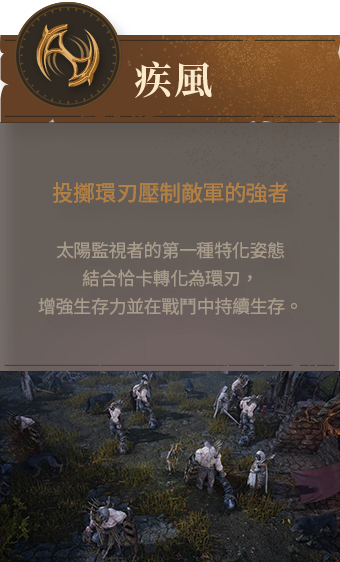 疾風
投擲環刃壓制敵軍的強者
太陽監視者的第一種特化姿態
結合恰卡轉化為環刃，
增強生存力並在戰鬥中持續生存。